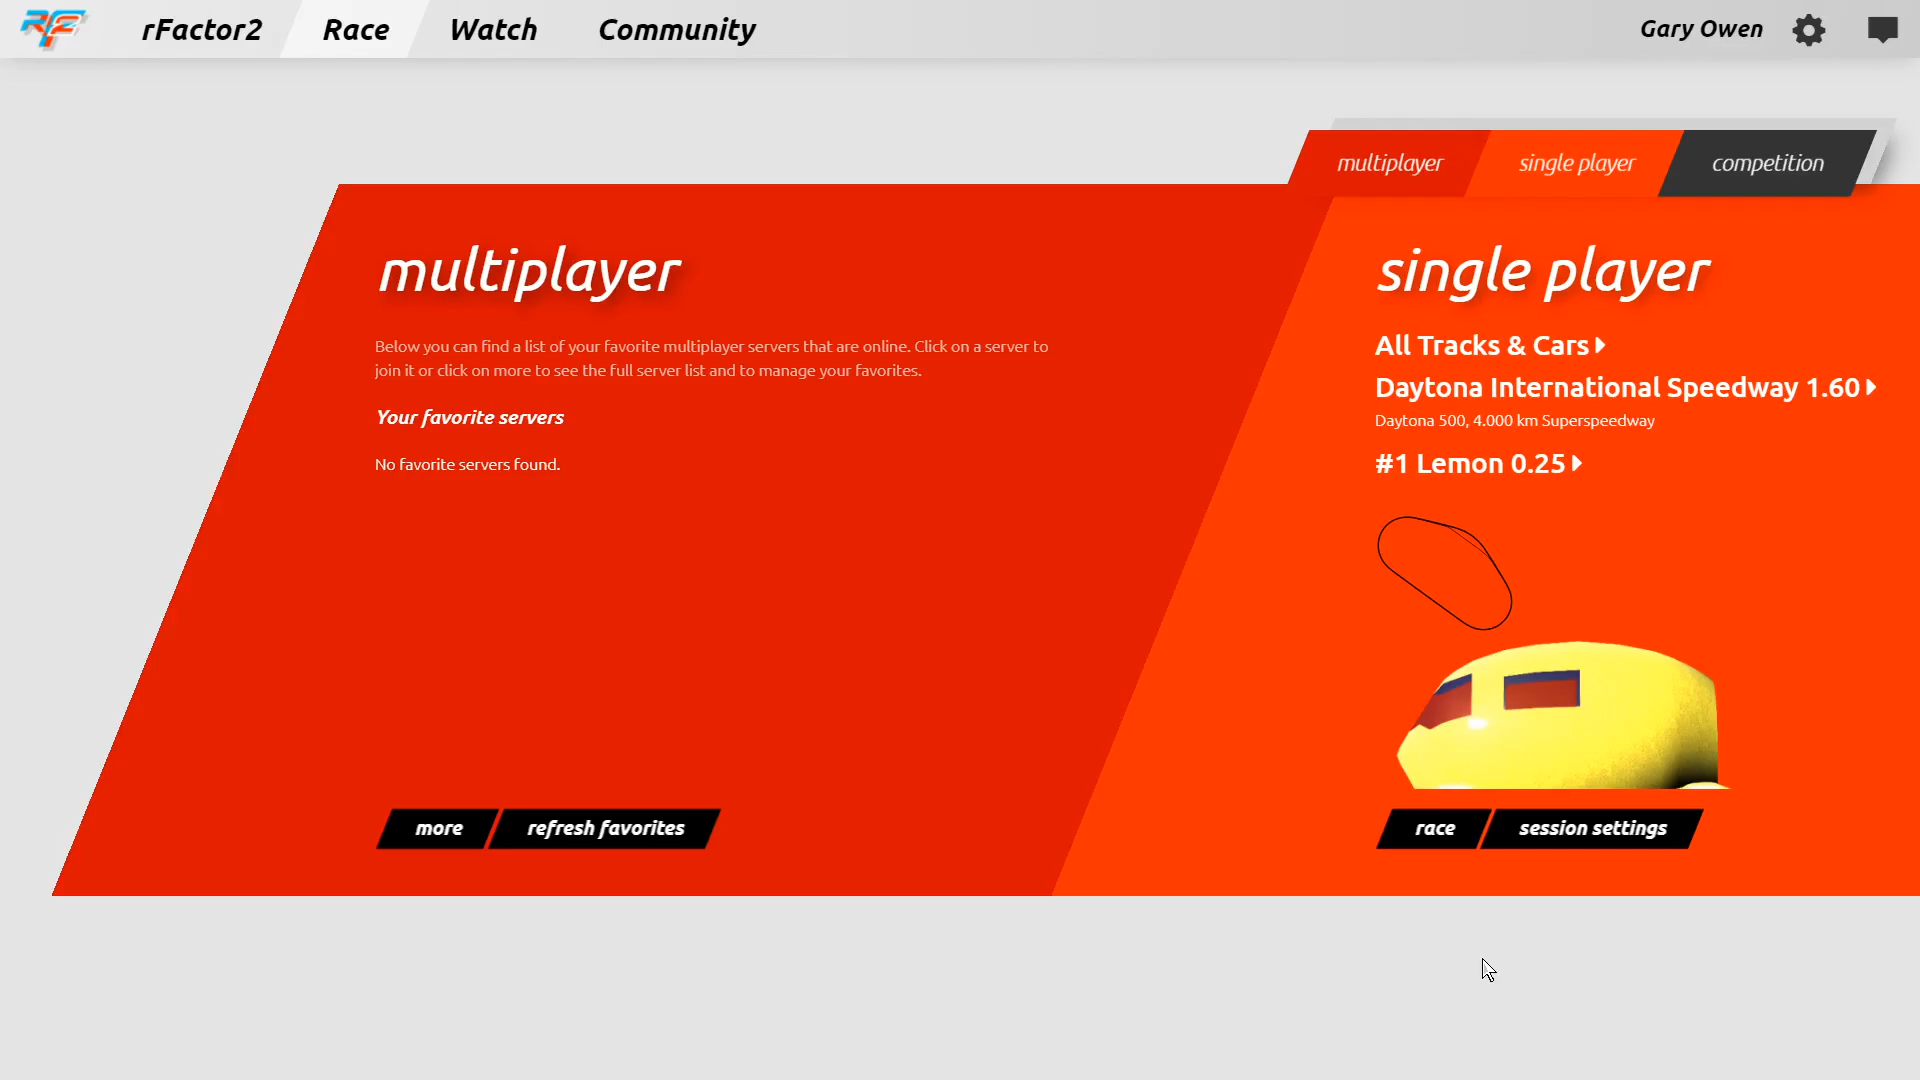 rF2
rFactor2
Race
Watch
Community
Gary Owen
multiplayer
single player
competition
multiplayer
Below you can find a list of your favorite multiplayer servers that are online. Click on a server to
join it or click on more to see the full server list and to manage your favorites.
Your favorite servers
No favorite servers found.
more
refresh favorites
single player
All Tracks & Cars
Daytona International Speedway 1.60
Daytona 500, 4.000 km Superspeedway
#1 Lemon 0.25
race
session settings